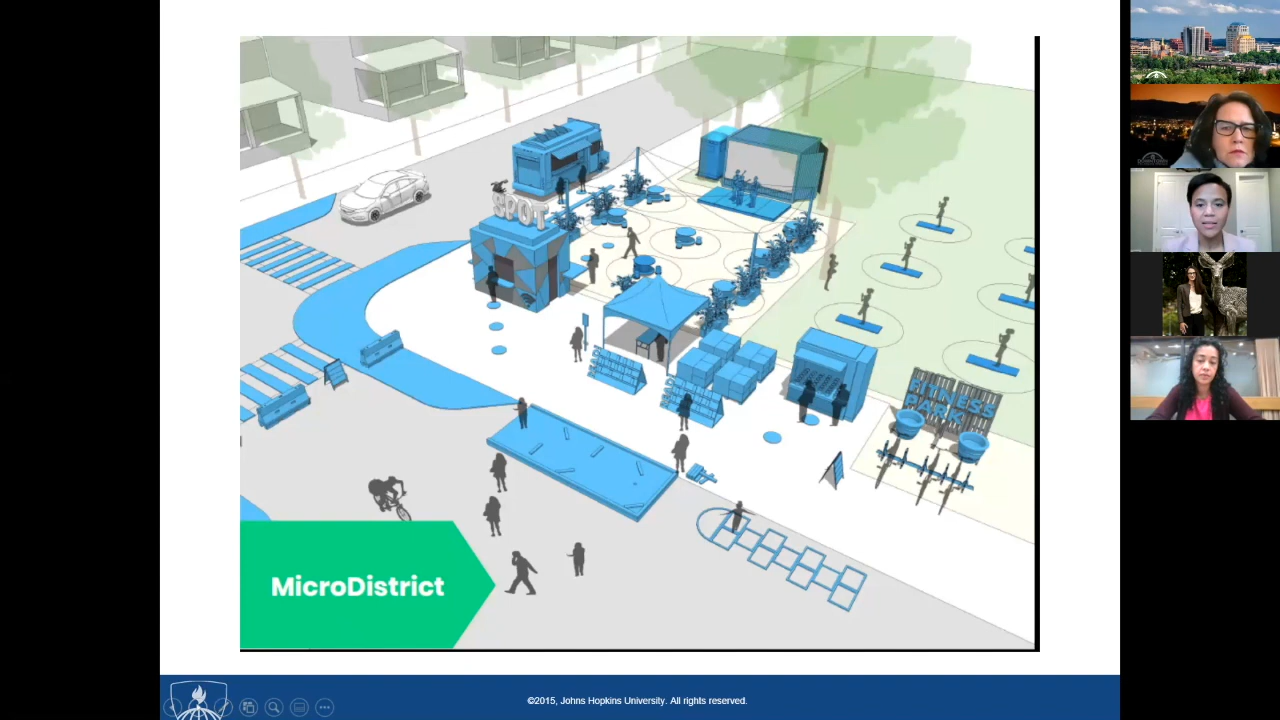 SPOT
FITNESS
PARK
MicroDistrict
©2015, Johns Hopkins University. All rights reserved.